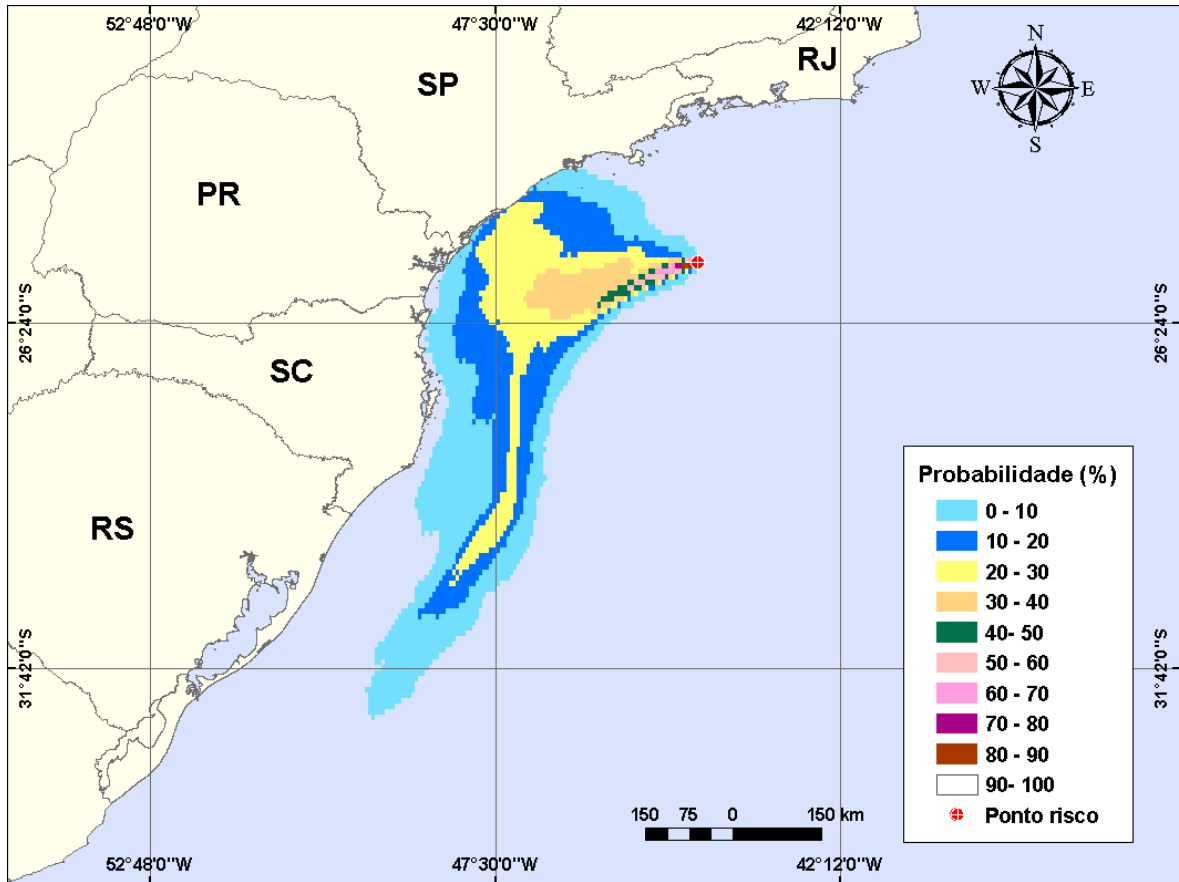 52°48'0"W 47°30'0"W 42°12'0"W
N
W E
S
RJ
SP
PR
26°24'0"S 26°24'0"S
SC
RS
Probabilidade (%)
0 - 10
10 - 20
20 - 30
30 - 40
40- 50
50 - 60
60 - 70
70 - 80
80 - 90
90- 100
Ponto risco
31°42'0"S 31°42'0"S
150 75 0 150 km
52°48'0"W 47°30'0"W 42°12'0"W